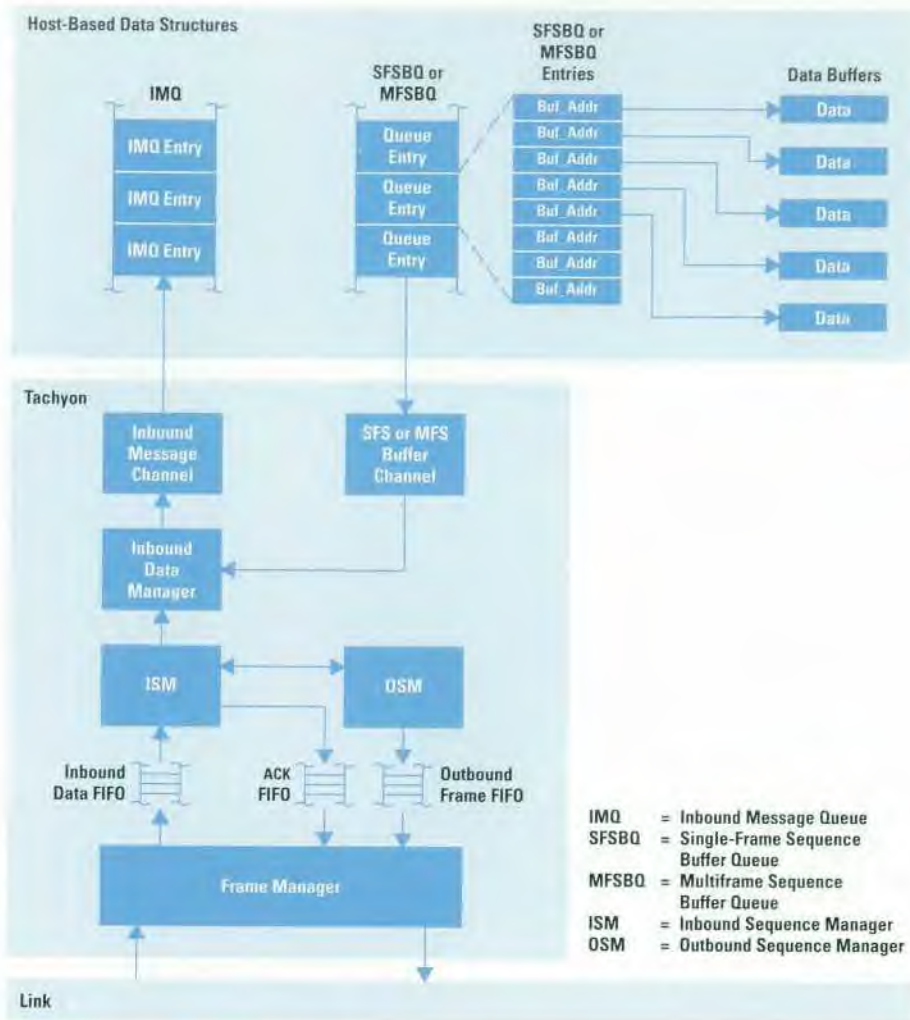 Host-Based Data Structures
IMQ
IMQ Entry
IMQ Entry
IMQ Entry
SFSBQ or
MFSBQ
Queue
Entry
Queue
Entry
Queue
Entry
SFSBQ or
MFSBQ
Entries
Buf_Addr
Buf_Addr
Buf_Addr
Buf_Addr
Buf_Addr
Buf_Addr
Buf_Addr
Buf_Addr
Data Buffers
Data
Data
Data
Data
Data
Tachyon
Inbound
Message
Channel
SFS or MFS
Buffer
Channel
Inbound
Data
Manager
ISM
OSM
Inbound
Data FIFO
ACK
FIFO
Outbound
Frame FIFO
Frame Manager
IMQ = Inbound Message Queue
SFSBQ = Single-Frame Sequence
Buffer Queue
MFSBQ = Multiframe Sequence
Buffer Queue
ISM = Inbound Sequence Manager
OSM = Outbound Sequence Manager
Link